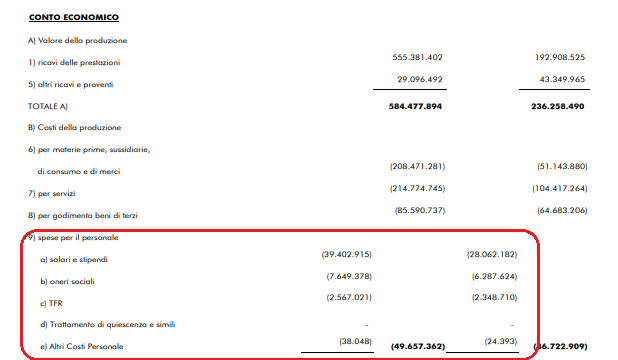 CONTO ECONOMICO
A) Valore della produzione
1) ricavi delle prestazioni 555.381.402 192.908.525
5) altri ricavi e proventi 29.096.492 43.349.965
TOTALE A) 584.477.894 236.258.490
B) Costi della produzione
6) per materie prime, sussidiarie,
di consumo e di merci (208.471.281) (51.143.880)
7) per servizi (214.774.745) (104.417.264)
8) per godimento beni di terzi (85.590.737) (64.683.206)
9) spese per il personale
a) salari e stipendi (39.402.915) (28.062.182)
b) oneri sociali (7.649.378) (6.287.624)
c) TFR (2.567.021) (2.348.710)
d) Trattamento di quiescenza e simili - -
e) Altri Costi Personale (38.048) (49.657.362) (24.393) (36.722.909)